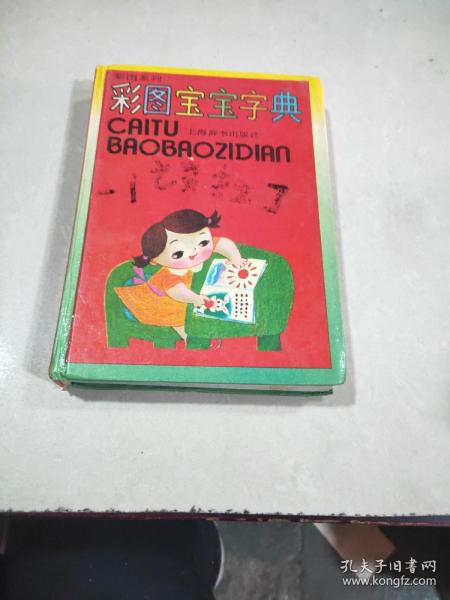 彩图系列
彩图宝宝字典
CAITU 上海辞书出版社
BAOBAOZIDIAN
孔夫子旧书网
www.kongfz.com